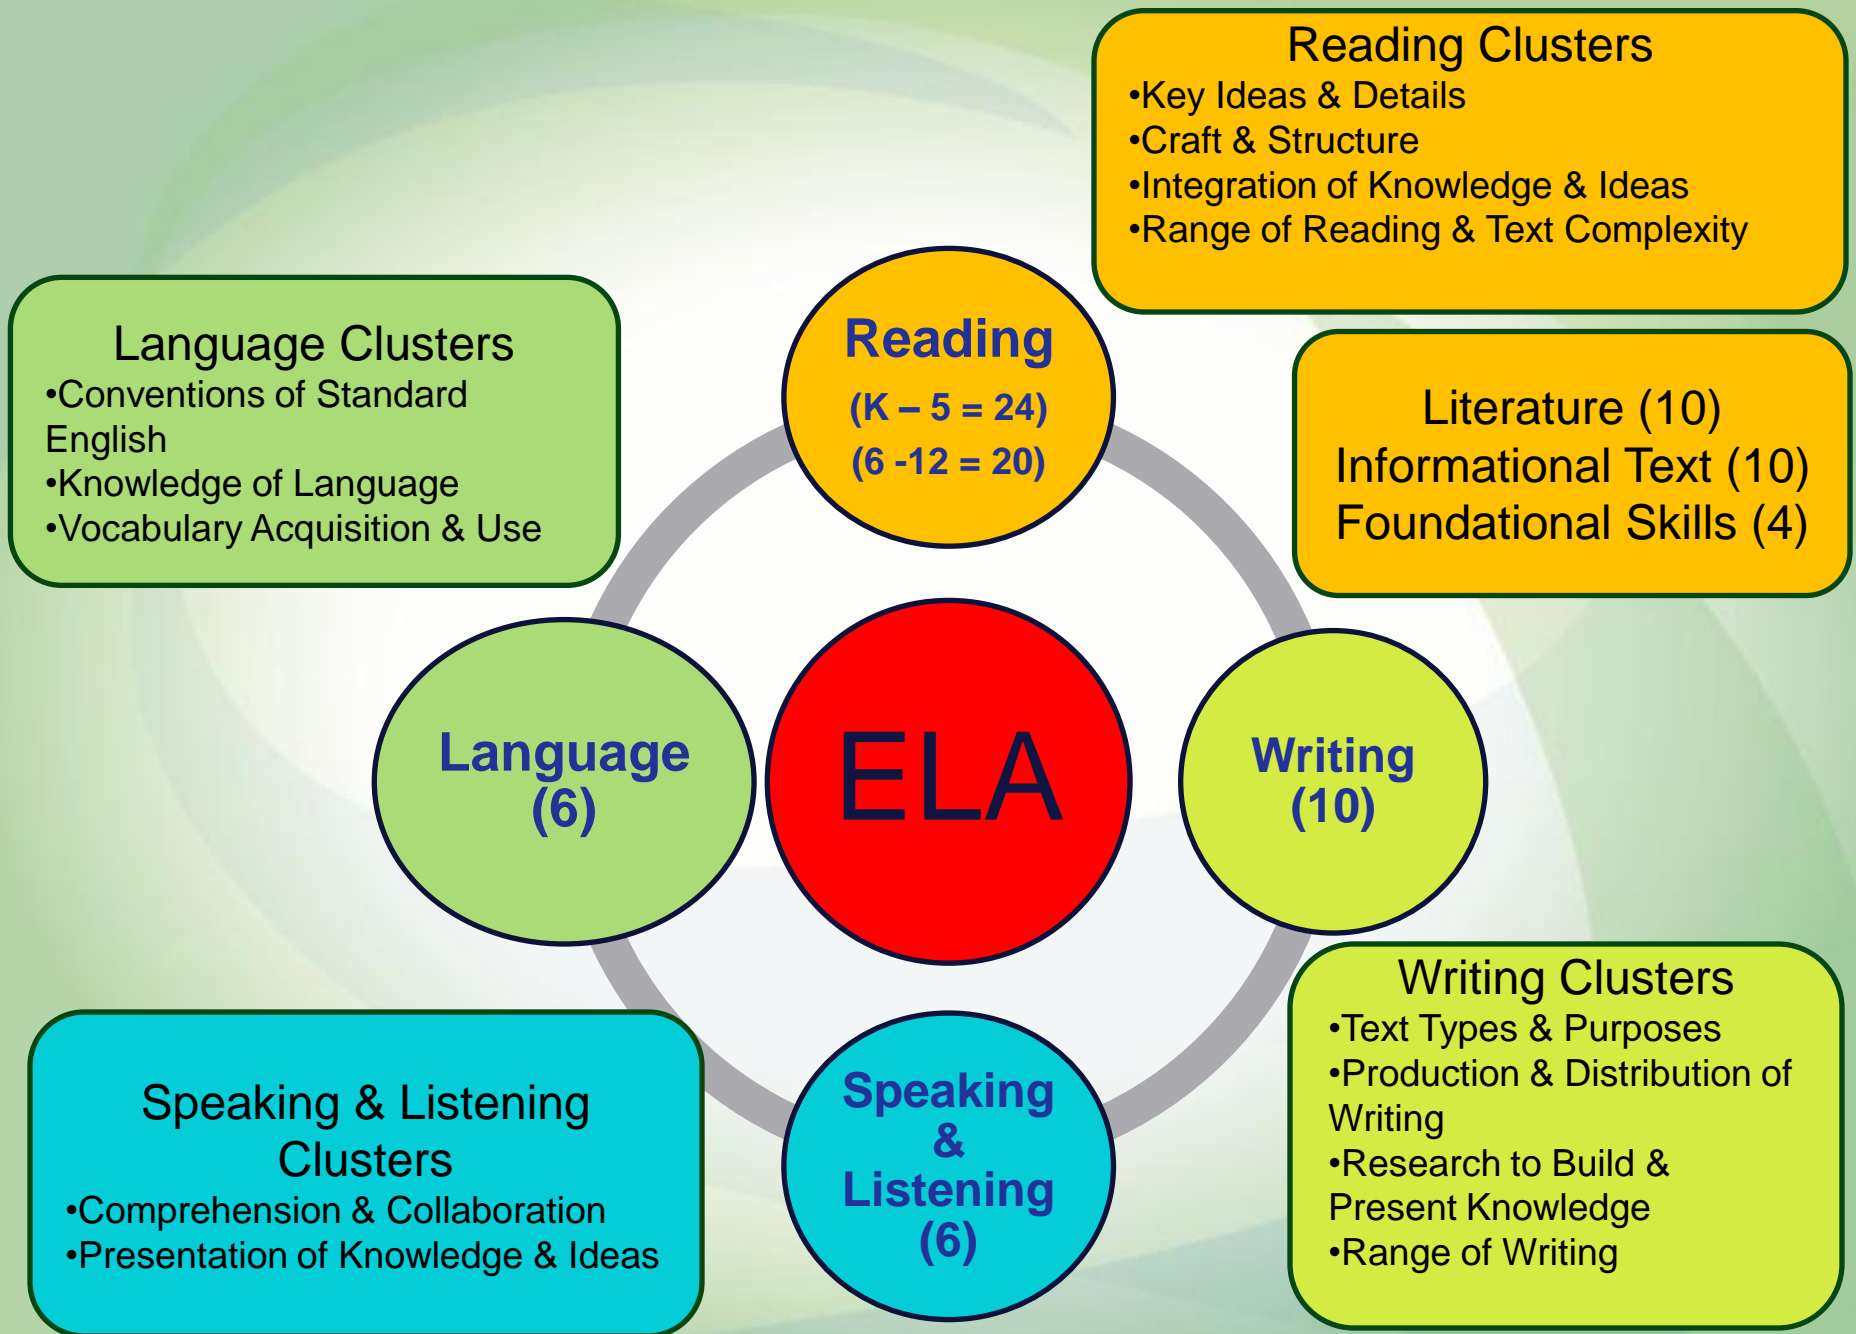 Reading Clusters
•Key Ideas & Details
•Craft & Structure
•Integration of Knowledge & Ideas
•Range of Reading & Text Complexity
Language Clusters
•Conventions of Standard
English
•Knowledge of Language
•Vocabulary Acquisition & Use
Reading
(K – 5 = 24)
(6 -12 = 20)
Literature (10)
Informational Text (10)
Foundational Skills (4)
Language
(6)
ELA
Writing
(10)
Speaking & Listening
Clusters
•Comprehension & Collaboration
•Presentation of Knowledge & Ideas
Speaking
&
Listening
(6)
Writing Clusters
•Text Types & Purposes
•Production & Distribution of
Writing
•Research to Build &
Present Knowledge
•Range of Writing